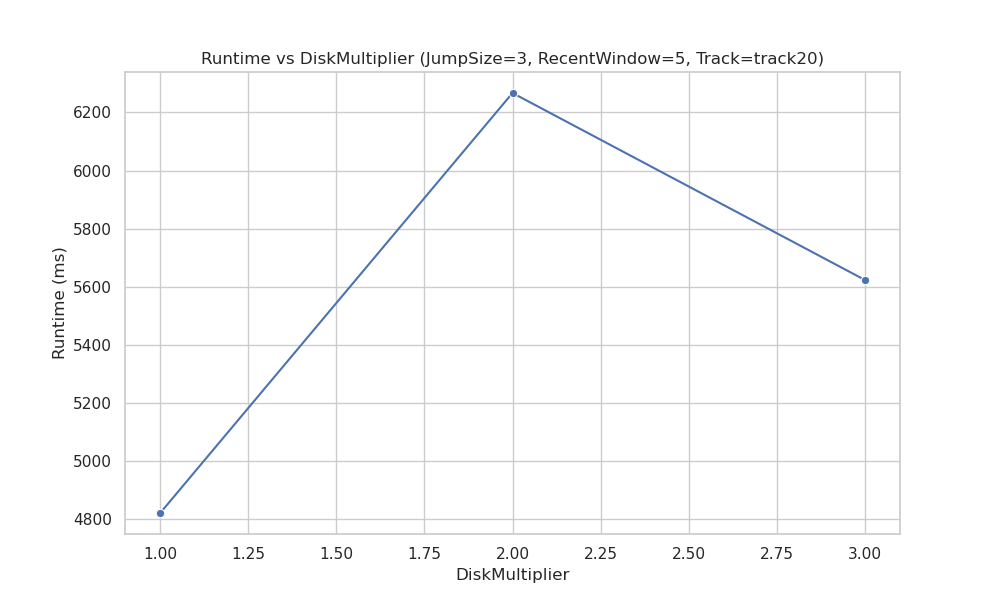 Runtime vs DiskMultiplier (JumpSize=3, RecentWindow=5, Track=track20)
Runtime (ms)
6200
6000
5800
5600
5400
5200
5000
4800
1.00 1.25 1.50 1.75 2.00 2.25 2.50 2.75 3.00
DiskMultiplier